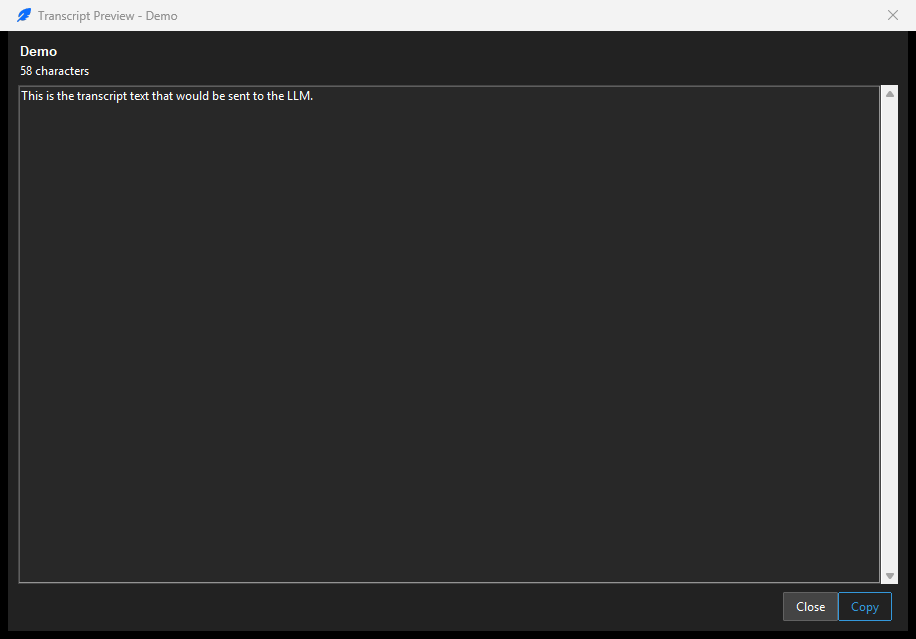 Transcript Preview - Demo
Demo
58 characters
This is the transcript text that would be sent to the LLM.
Close
Copy